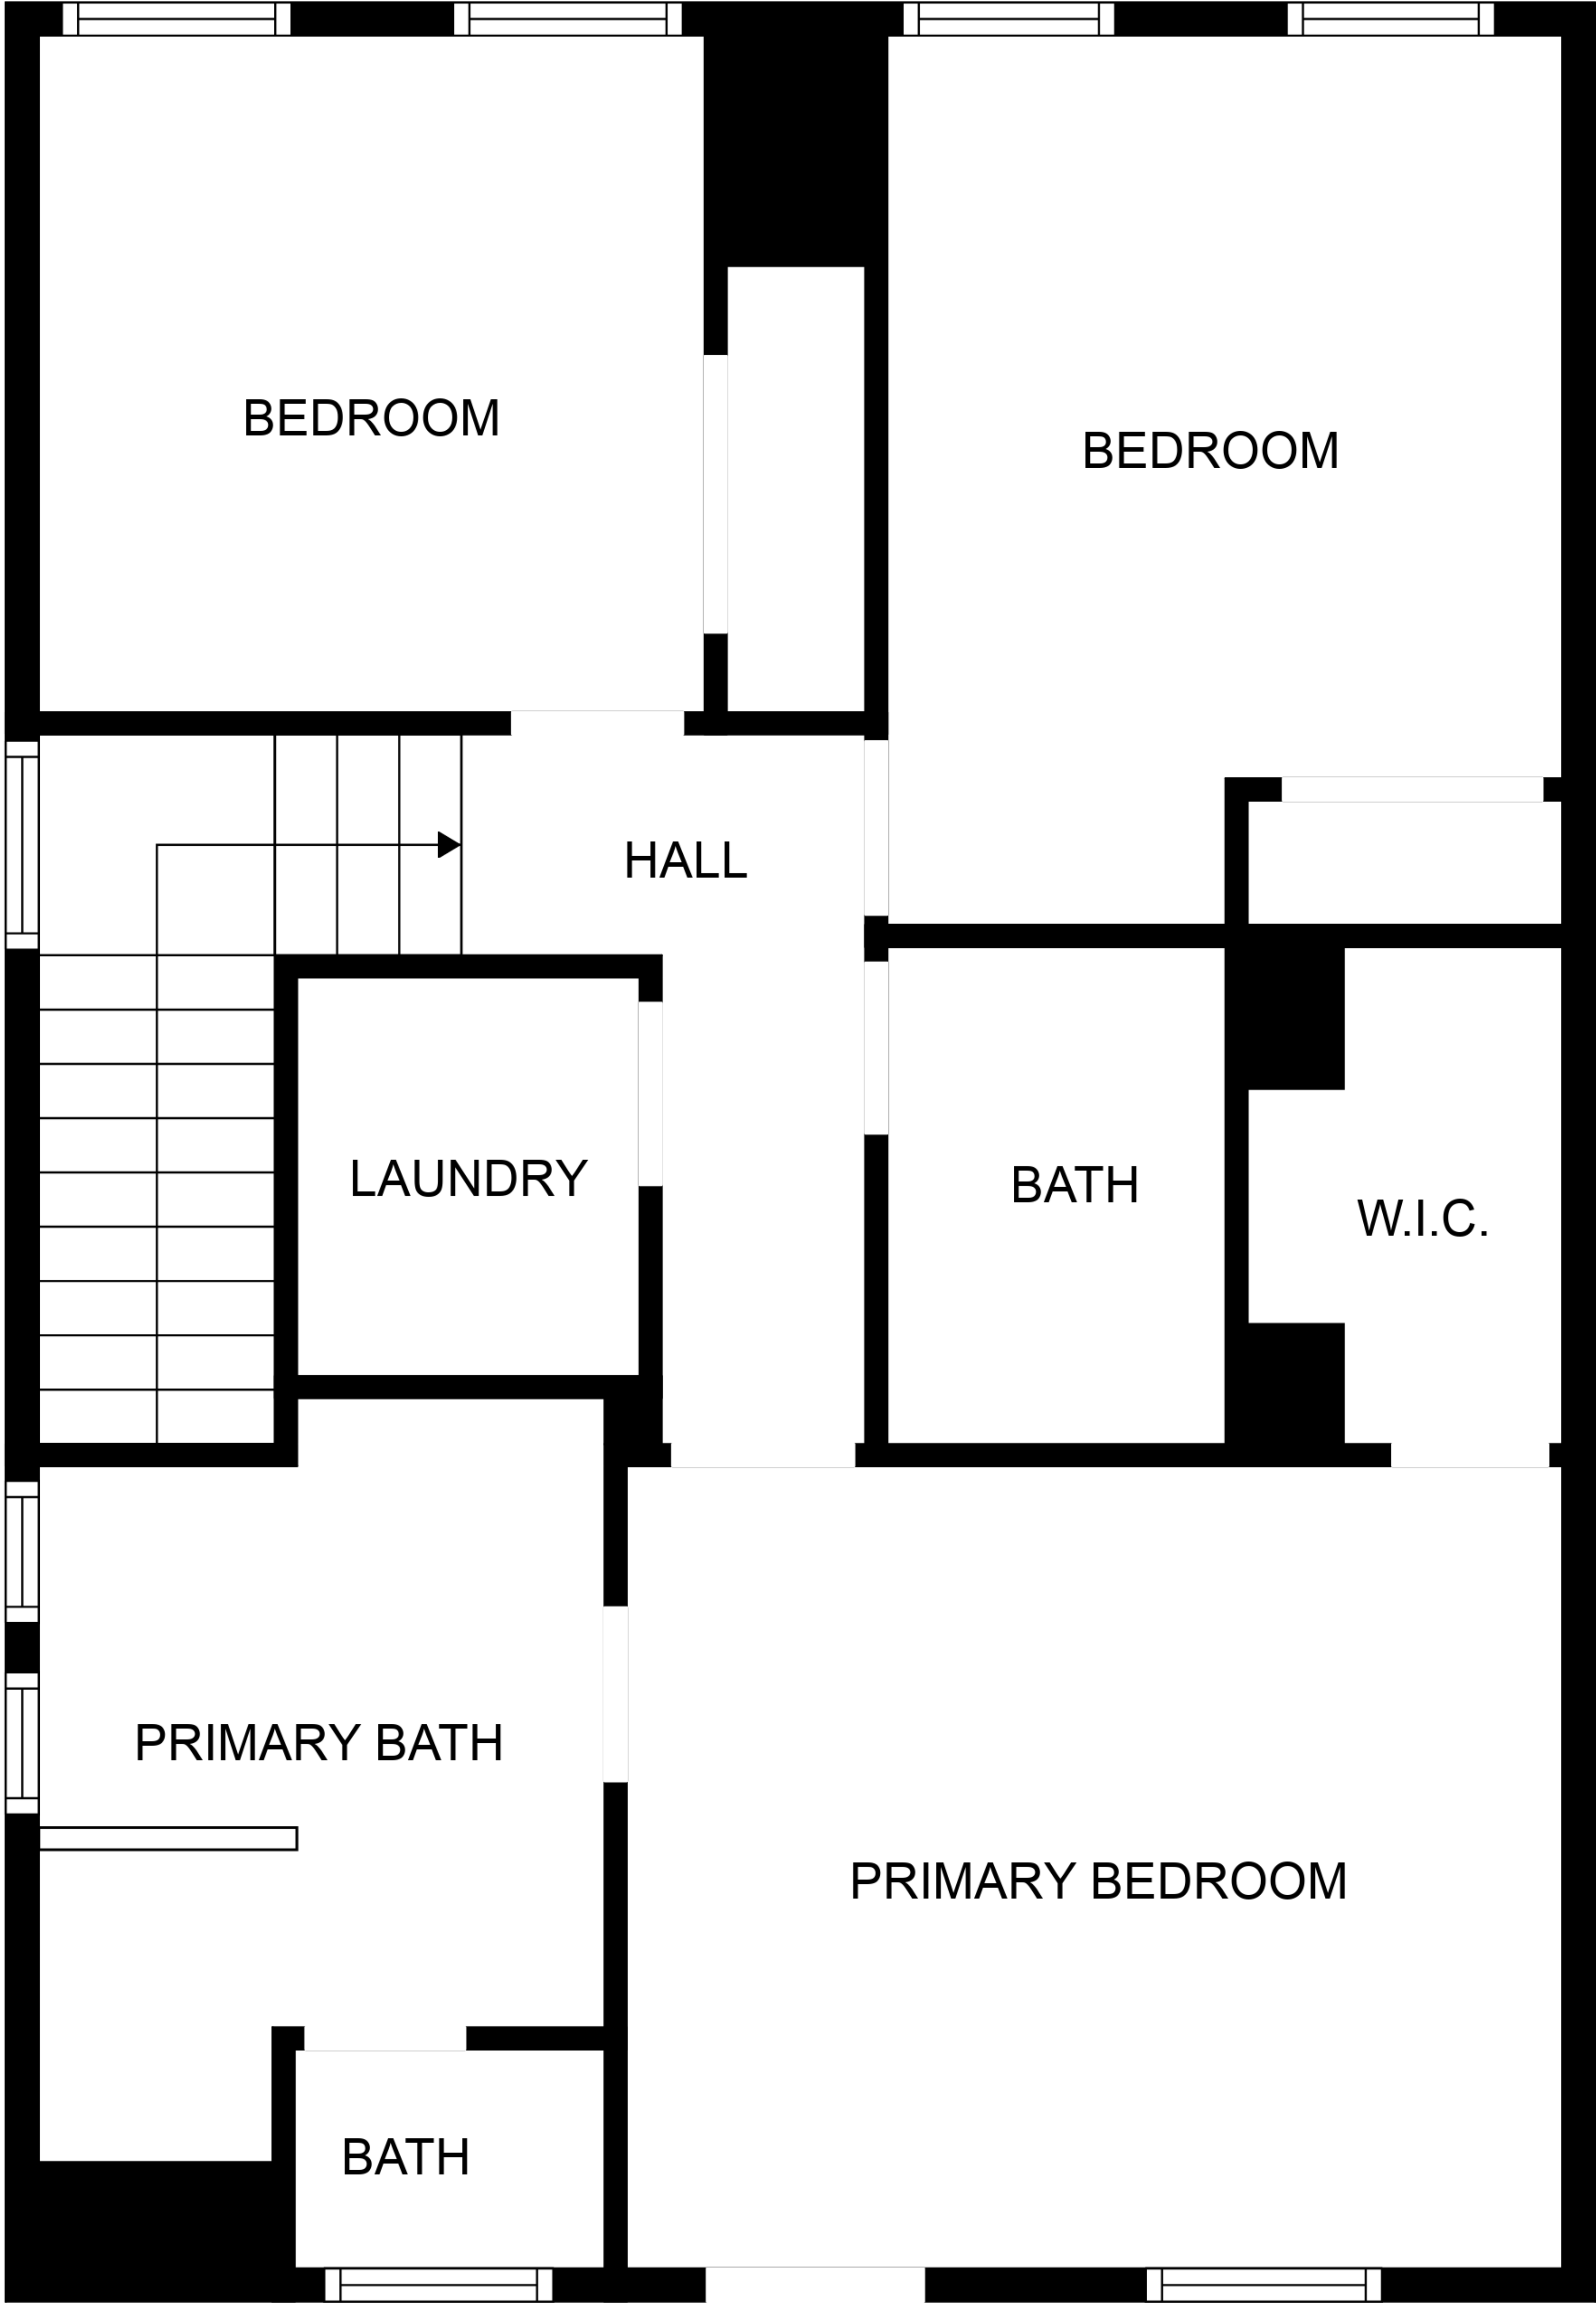 BEDROOM
BEDROOM
HALL
LAUNDRY
BATH
W.I.C.
PRIMARY BATH
PRIMARY BEDROOM
BATH